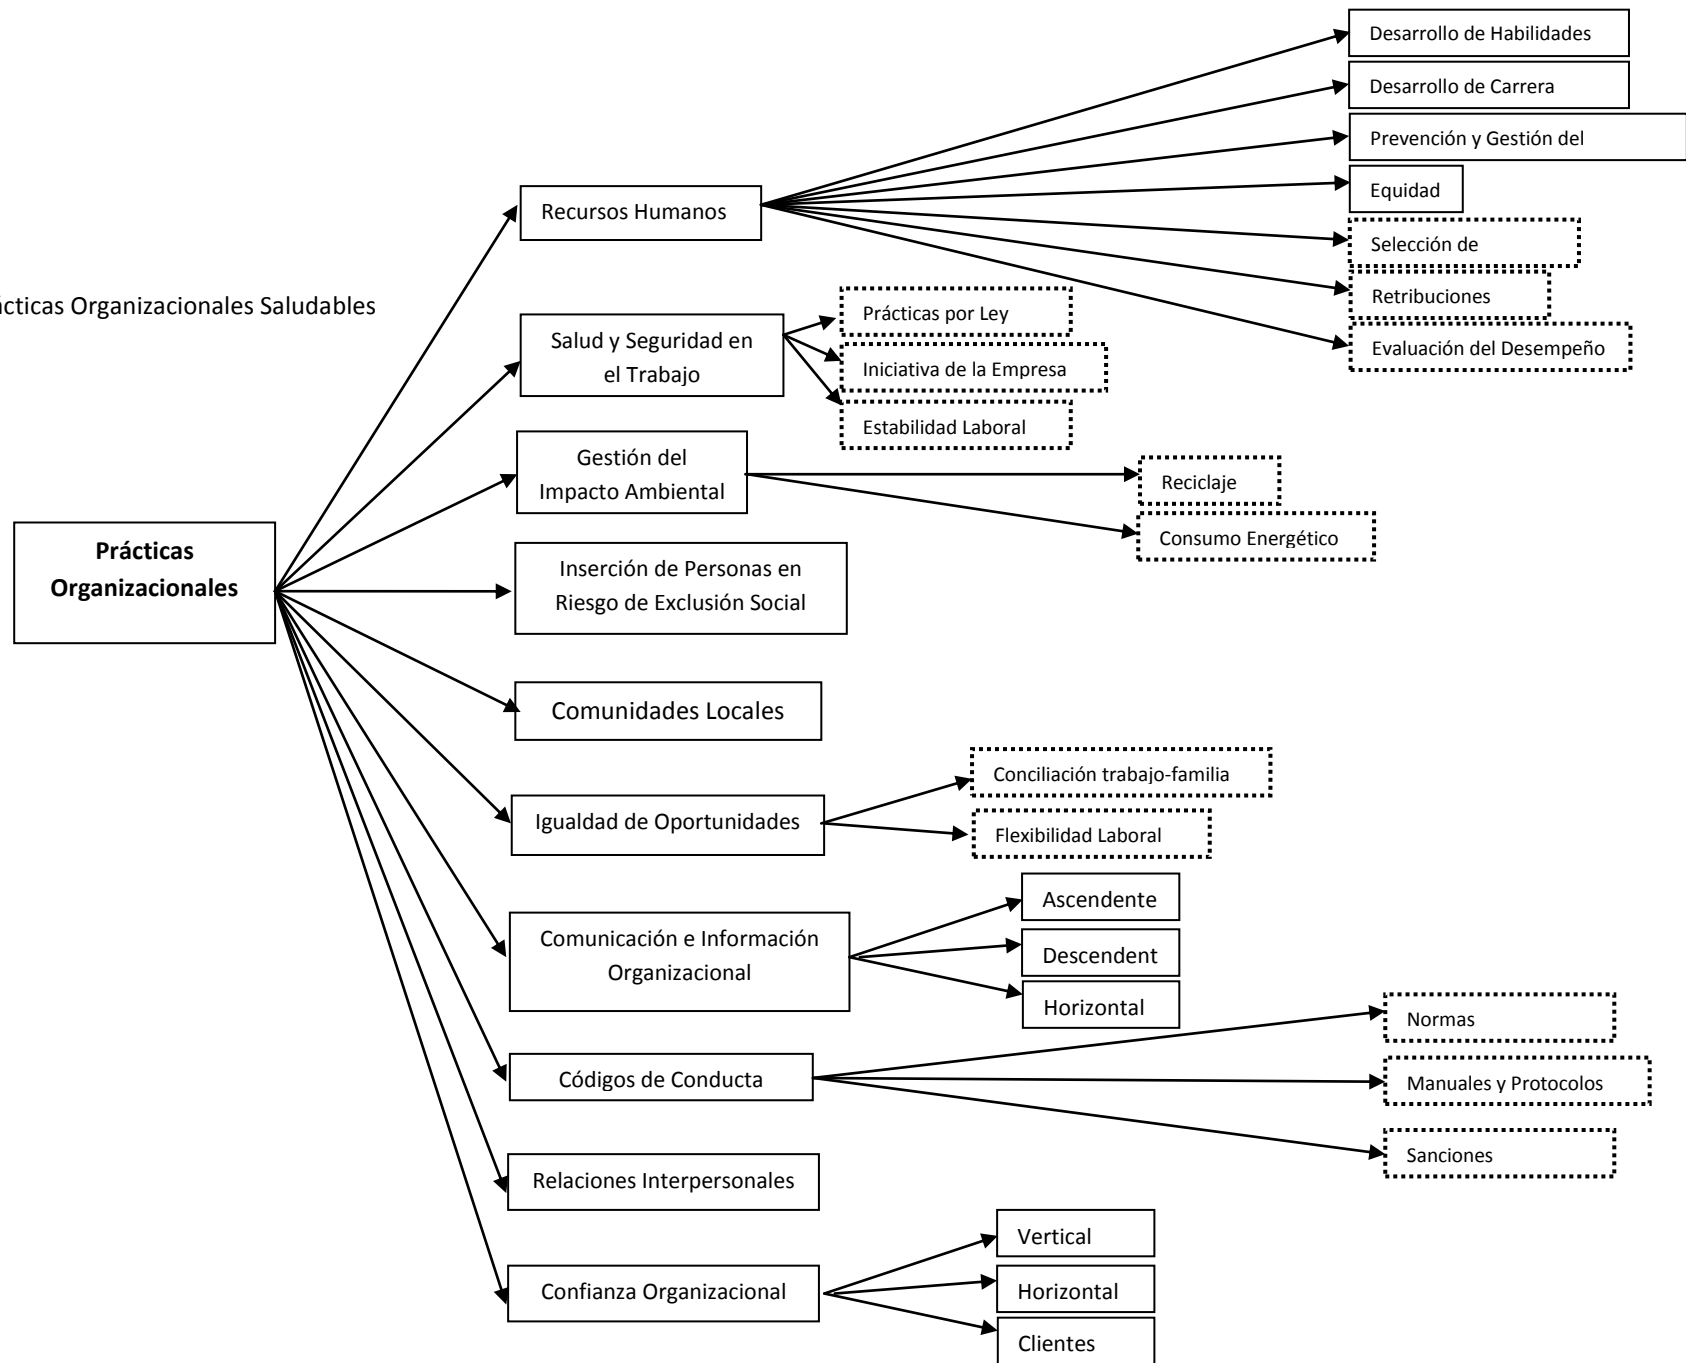 Desarrollo de Habilidades
Desarrollo de Carrera
Prevención y Gestión del
Equidad
Selección de
Retribuciones
Evaluación del Desempeño
Recursos Humanos
ácticas Organizacionales Saludables
Salud y Seguridad en
el Trabajo
Prácticas por Ley
Iniciativa de la Empresa
Estabilidad Laboral
Gestión del
Impacto Ambiental
Reciclaje
Consumo Energético
Prácticas
Organizacionales
Inserción de Personas en
Riesgo de Exclusión Social
Comunidades Locales
Igualdad de Oportunidades
Conciliación trabajo-familia
Flexibilidad Laboral
Comunicación e Información
Organizacional
Ascendente
Descendent
Horizontal
Códigos de Conducta
Normas
Manuales y Protocolos
Sanciones
Relaciones Interpersonales
Confianza Organizacional
Vertical
Horizontal
Clientes